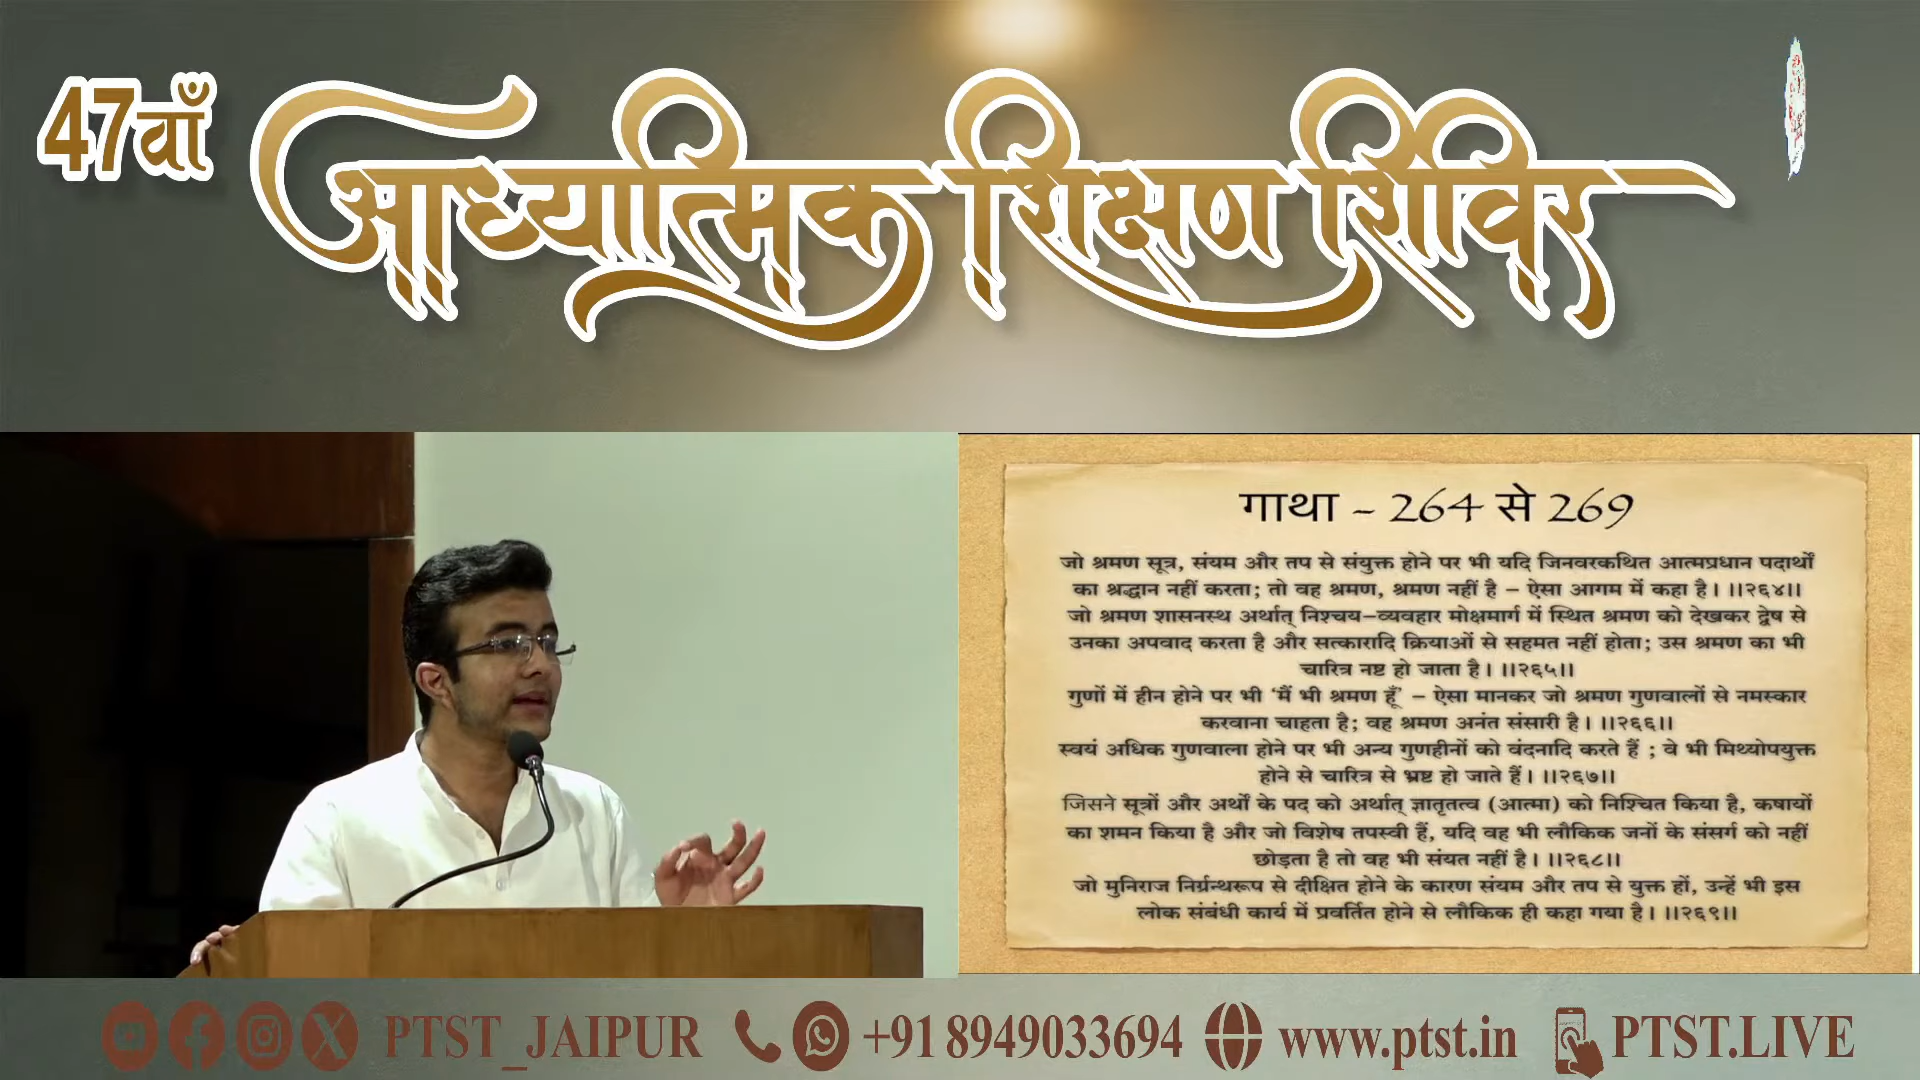 47वाँ
आध्यात्मिक शिक्षण शिविर
गाथा - 264 से 269
जो श्रमण सूत्र, संयम और तप से संयुक्त होने पर भी यदि जिनवरकथित आत्मप्रधान पदार्थों
का श्रद्धान नहीं करता; तो वह श्रमण, श्रमण नहीं है – ऐसा आगम में कहा है। ।।२६४।।
जो श्रमण शासनस्थ अर्थात् निश्चय–व्यवहार मोक्षमार्ग में स्थित श्रमण को देखकर द्वेष से
उनका अपवाद करता है और सत्कारादि क्रियाओं से सहमत नहीं होता; उस श्रमण का भी
चारित्र नष्ट हो जाता है। ।।२६५।।
गुणों में हीन होने पर भी ‘मैं भी श्रमण हूँ’ – ऐसा मानकर जो श्रमण गुणवालों से नमस्कार
करवाना चाहता है; वह श्रमण अनंत संसारी है। ।।२६६।।
स्वयं अधिक गुणवाला होने पर भी अन्य गुणहीनों को वंदनादि करते हैं ; वे भी मिथ्योपयुक्त
होने से चारित्र से भ्रष्ट हो जाते हैं। ।।२६७।।
जिसने सूत्रों और अर्थों के पद को अर्थात् ज्ञातृतत्व (आत्मा) को निश्चित किया है, कषायों
का शमन किया है और जो विशेष तपस्वी हैं, यदि वह भी लौकिक जनों के संसर्ग को नहीं
छोड़ता है तो वह भी संयत नहीं है। ।।२६८।।
जो मुनिराज निर्ग्रन्थरूप से दीक्षित होने के कारण संयम और तप से युक्त हों, उन्हें भी इस
लोक संबंधी कार्य में प्रवर्तित होने से लौकिक ही कहा गया है। ।।२६९।।
PTST_JAIPUR +91 8949033694 www.ptst.in PTST.LIVE